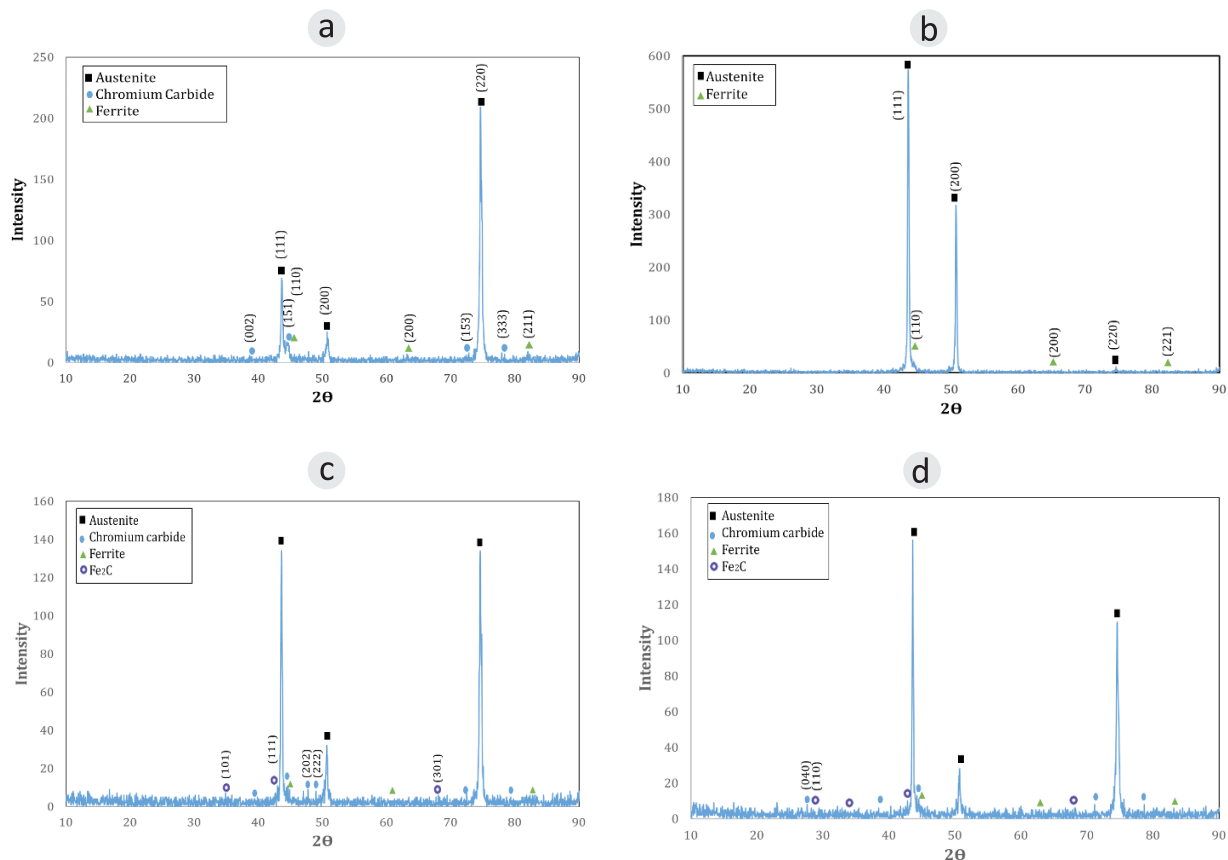 a
250
200
150
100
50
0
Intensity
Austenite
Chromium Carbide
Ferrite
(002)
(111)
(151)
(110)
(200)
(200)
(220)
(153)
(333)
(211)
10 20 30 40 50 60 70 80 90
2Θ
b
600
500
400
300
200
100
0
Intensity
Austenite
Ferrite
(111)
(110)
(200)
(200)
(220)
(221)
10 20 30 40 50 60 70 80 90
2Θ
c
160
140
120
100
80
60
40
20
0
Intensity
Austenite
Chromium carbide
Ferrite
Fe₂C
(101)
(111)
(202)
(222)
(301)
10 20 30 40 50 60 70 80 90
2Θ
d
180
160
140
120
100
80
60
40
20
0
Intensity
Austenite
Chromium carbide
Ferrite
Fe₂C
(040)
(110)
10 20 30 40 50 60 70 80 90
2Θ